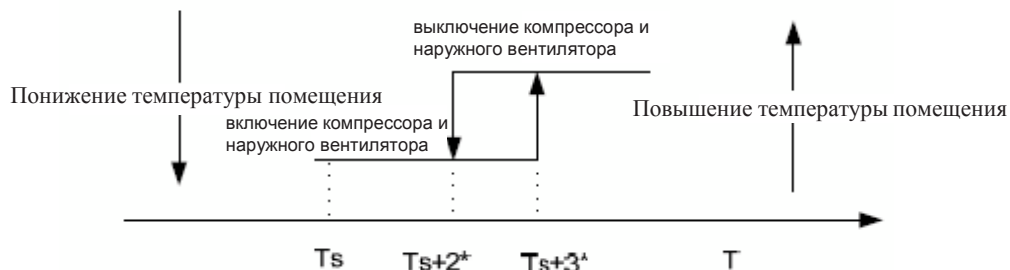 выключение компрессора и
наружного вентилятора
Понижение температуры помещения
Повышение температуры помещения
включение компрессора и
наружного вентилятора
Ts
Ts+2*
Ts+3*
T